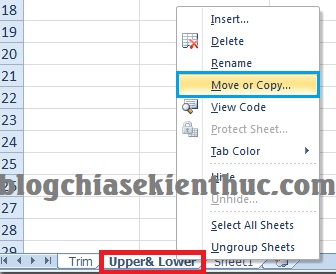 18
19
20
21
22
23
24
25
26
27
28
29
Insert...
Delete
Rename
Move or Copy...
View Code
Protect Sheet...
Tab Color
Hide
Unhide...
Select All Sheets
Ungroup Sheets
blogchiasekienthuc.com
Trim
Upper& Lower
Sheet1